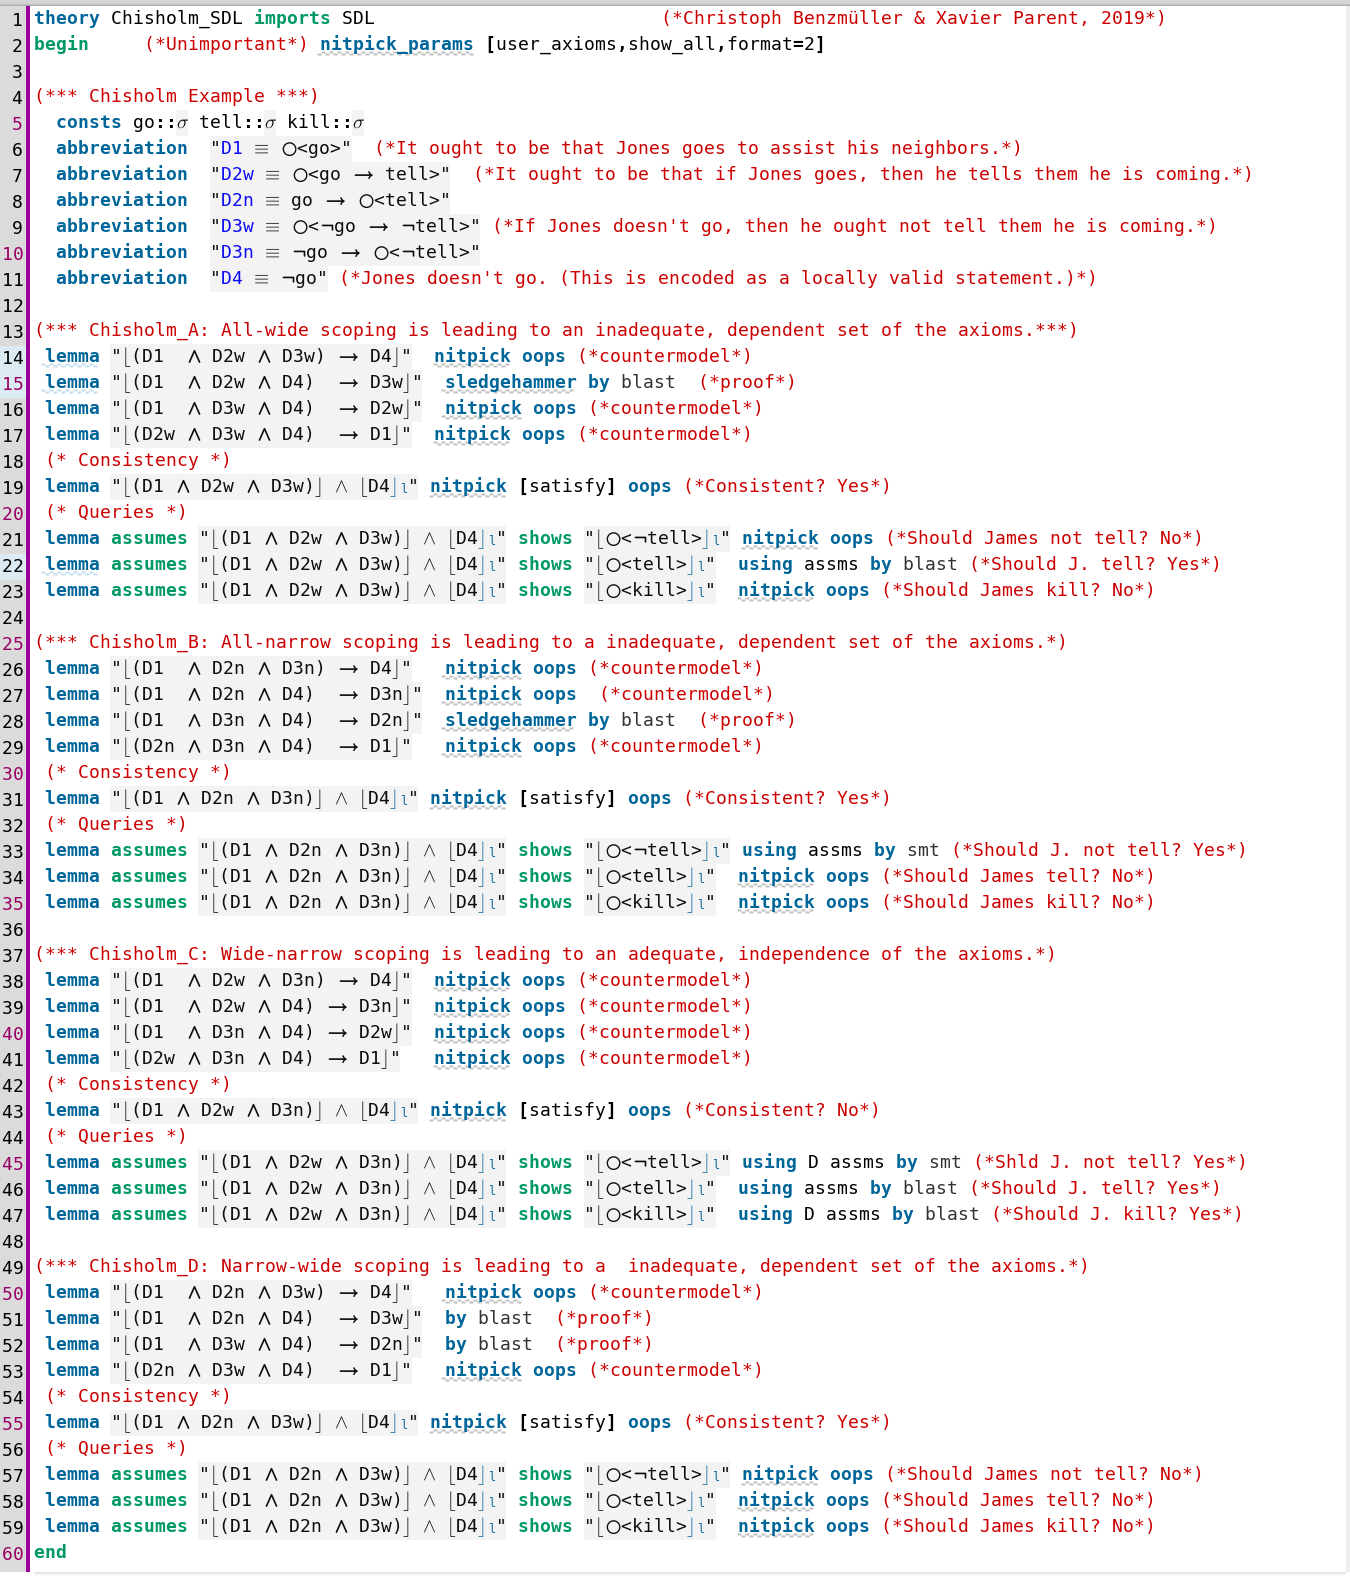 1 theory Chisholm_SDL imports SDL (*Christoph Benzmüller & Xavier Parent, 2019*)
2 begin (*Unimportant*) nitpick_params [user_axioms,show_all,format=2]
3
4 (*** Chisholm Example ***)
5 consts go::σ tell::σ kill::σ
6 abbreviation "D1 ≡ ○<go>" (*It ought to be that Jones goes to assist his neighbors.*)
7 abbreviation "D2w ≡ ○<go ⟶ tell>" (*It ought to be that if Jones goes, then he tells them he is coming.*)
8 abbreviation "D2n ≡ go ⟶ ○<tell>"
9 abbreviation "D3w ≡ ○<¬go ⟶ ¬tell>" (*If Jones doesn't go, then he ought not tell them he is coming.*)
10 abbreviation "D3n ≡ ¬go ⟶ ○<¬tell>"
11 abbreviation "D4 ≡ ¬go" (*Jones doesn't go. (This is encoded as a locally valid statement.)*)
12
13 (*** Chisholm_A: All-wide scoping is leading to an inadequate, dependent set of the axioms.***)
14 lemma "⌊(D1 ∧ D2w ∧ D3w) ⟶ D4⌋" nitpick oops (*countermodel*)
15 lemma "⌊(D1 ∧ D2w ∧ D4) ⟶ D3w⌋" sledgehammer by blast (*proof*)
16 lemma "⌊(D1 ∧ D3w ∧ D4) ⟶ D2w⌋" nitpick oops (*countermodel*)
17 lemma "⌊(D2w ∧ D3w ∧ D4) ⟶ D1⌋" nitpick oops (*countermodel*)
18 (* Consistency *)
19 lemma "⌊(D1 ∧ D2w ∧ D3w)⌋ ∧ ⌊D4⌋ₗ" nitpick [satisfy] oops (*Consistent? Yes*)
20 (* Queries *)
21 lemma assumes "⌊(D1 ∧ D2w ∧ D3w)⌋ ∧ ⌊D4⌋ₗ" shows "⌊○<¬tell>⌋ₗ" nitpick oops (*Should James not tell? No*)
22 lemma assumes "⌊(D1 ∧ D2w ∧ D3w)⌋ ∧ ⌊D4⌋ₗ" shows "⌊○<tell>⌋ₗ" using assms by blast (*Should J. tell? Yes*)
23 lemma assumes "⌊(D1 ∧ D2w ∧ D3w)⌋ ∧ ⌊D4⌋ₗ" shows "⌊○<kill>⌋ₗ" nitpick oops (*Should James kill? No*)
24
25 (*** Chisholm_B: All-narrow scoping is leading to a inadequate, dependent set of the axioms.*)
26 lemma "⌊(D1 ∧ D2n ∧ D3n) ⟶ D4⌋" nitpick oops (*countermodel*)
27 lemma "⌊(D1 ∧ D2n ∧ D4) ⟶ D3n⌋" nitpick oops (*countermodel*)
28 lemma "⌊(D1 ∧ D3n ∧ D4) ⟶ D2n⌋" sledgehammer by blast (*proof*)
29 lemma "⌊(D2n ∧ D3n ∧ D4) ⟶ D1⌋" nitpick oops (*countermodel*)
30 (* Consistency *)
31 lemma "⌊(D1 ∧ D2n ∧ D3n)⌋ ∧ ⌊D4⌋ₗ" nitpick [satisfy] oops (*Consistent? Yes*)
32 (* Queries *)
33 lemma assumes "⌊(D1 ∧ D2n ∧ D3n)⌋ ∧ ⌊D4⌋ₗ" shows "⌊○<¬tell>⌋ₗ" using assms by smt (*Should J. not tell? Yes*)
34 lemma assumes "⌊(D1 ∧ D2n ∧ D3n)⌋ ∧ ⌊D4⌋ₗ" shows "⌊○<tell>⌋ₗ" nitpick oops (*Should James tell? No*)
35 lemma assumes "⌊(D1 ∧ D2n ∧ D3n)⌋ ∧ ⌊D4⌋ₗ" shows "⌊○<kill>⌋ₗ" nitpick oops (*Should James kill? No*)
36
37 (*** Chisholm_C: Wide-narrow scoping is leading to an adequate, independence of the axioms.*)
38 lemma "⌊(D1 ∧ D2w ∧ D3n) ⟶ D4⌋" nitpick oops (*countermodel*)
39 lemma "⌊(D1 ∧ D2w ∧ D4) ⟶ D3n⌋" nitpick oops (*countermodel*)
40 lemma "⌊(D1 ∧ D3n ∧ D4) ⟶ D2w⌋" nitpick oops (*countermodel*)
41 lemma "⌊(D2w ∧ D3n ∧ D4) ⟶ D1⌋" nitpick oops (*countermodel*)
42 (* Consistency *)
43 lemma "⌊(D1 ∧ D2w ∧ D3n)⌋ ∧ ⌊D4⌋ₗ" nitpick [satisfy] oops (*Consistent? No*)
44 (* Queries *)
45 lemma assumes "⌊(D1 ∧ D2w ∧ D3n)⌋ ∧ ⌊D4⌋ₗ" shows "⌊○<¬tell>⌋ₗ" using D assms by smt (*Shld J. not tell? Yes*)
46 lemma assumes "⌊(D1 ∧ D2w ∧ D3n)⌋ ∧ ⌊D4⌋ₗ" shows "⌊○<tell>⌋ₗ" using assms by blast (*Should J. tell? Yes*)
47 lemma assumes "⌊(D1 ∧ D2w ∧ D3n)⌋ ∧ ⌊D4⌋ₗ" shows "⌊○<kill>⌋ₗ" using D assms by blast (*Should J. kill? Yes*)
48
49 (*** Chisholm_D: Narrow-wide scoping is leading to a  inadequate, dependent set of the axioms.*)
50 lemma "⌊(D1 ∧ D2n ∧ D3w) ⟶ D4⌋" nitpick oops (*countermodel*)
51 lemma "⌊(D1 ∧ D2n ∧ D4) ⟶ D3w⌋" by blast (*proof*)
52 lemma "⌊(D1 ∧ D3w ∧ D4) ⟶ D2n⌋" by blast (*proof*)
53 lemma "⌊(D2n ∧ D3w ∧ D4) ⟶ D1⌋" nitpick oops (*countermodel*)
54 (* Consistency *)
55 lemma "⌊(D1 ∧ D2n ∧ D3w)⌋ ∧ ⌊D4⌋ₗ" nitpick [satisfy] oops (*Consistent? Yes*)
56 (* Queries *)
57 lemma assumes "⌊(D1 ∧ D2n ∧ D3w)⌋ ∧ ⌊D4⌋ₗ" shows "⌊○<¬tell>⌋ₗ" nitpick oops (*Should James not tell? No*)
58 lemma assumes "⌊(D1 ∧ D2n ∧ D3w)⌋ ∧ ⌊D4⌋ₗ" shows "⌊○<tell>⌋ₗ" nitpick oops (*Should James tell? No*)
59 lemma assumes "⌊(D1 ∧ D2n ∧ D3w)⌋ ∧ ⌊D4⌋ₗ" shows "⌊○<kill>⌋ₗ" nitpick oops (*Should James kill? No*)
60 end